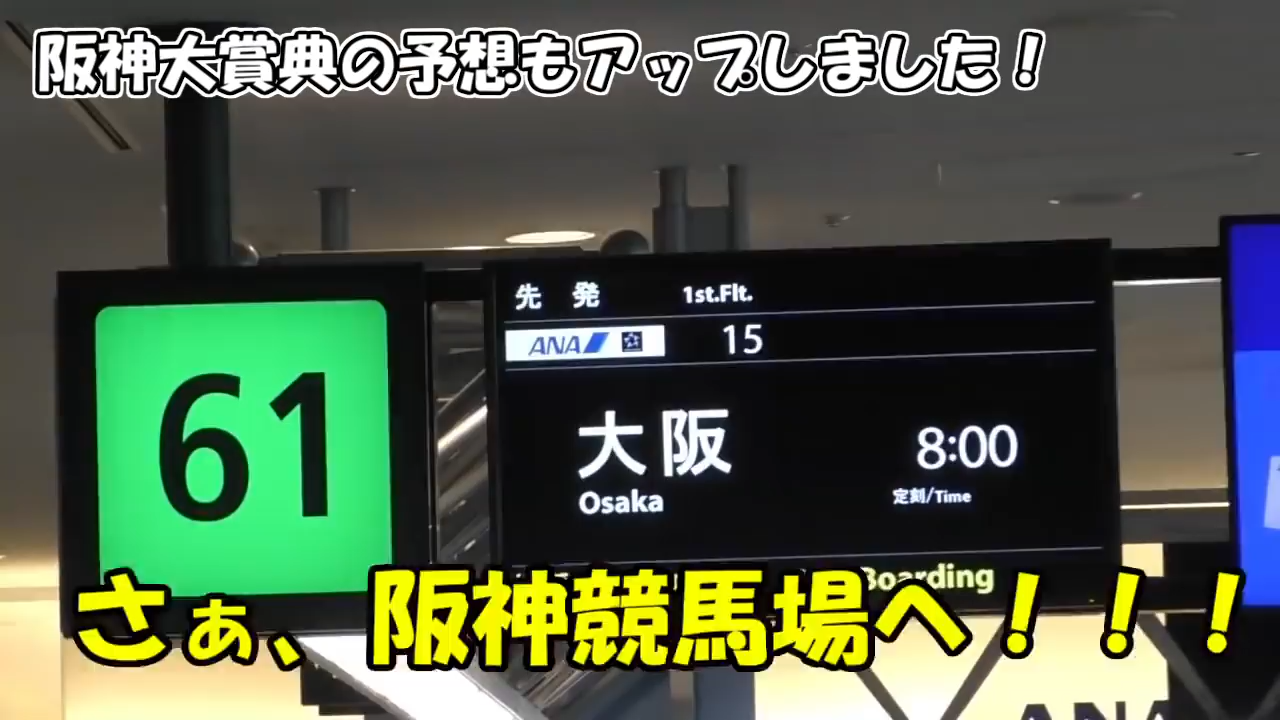 阪神大賞典の予想もアップしました！
先発 1st.Flt.
ANA 15
61
大阪 8:00
Osaka 定刻/Time
Boarding
さぁ、阪神競馬場へ！！！
ANA